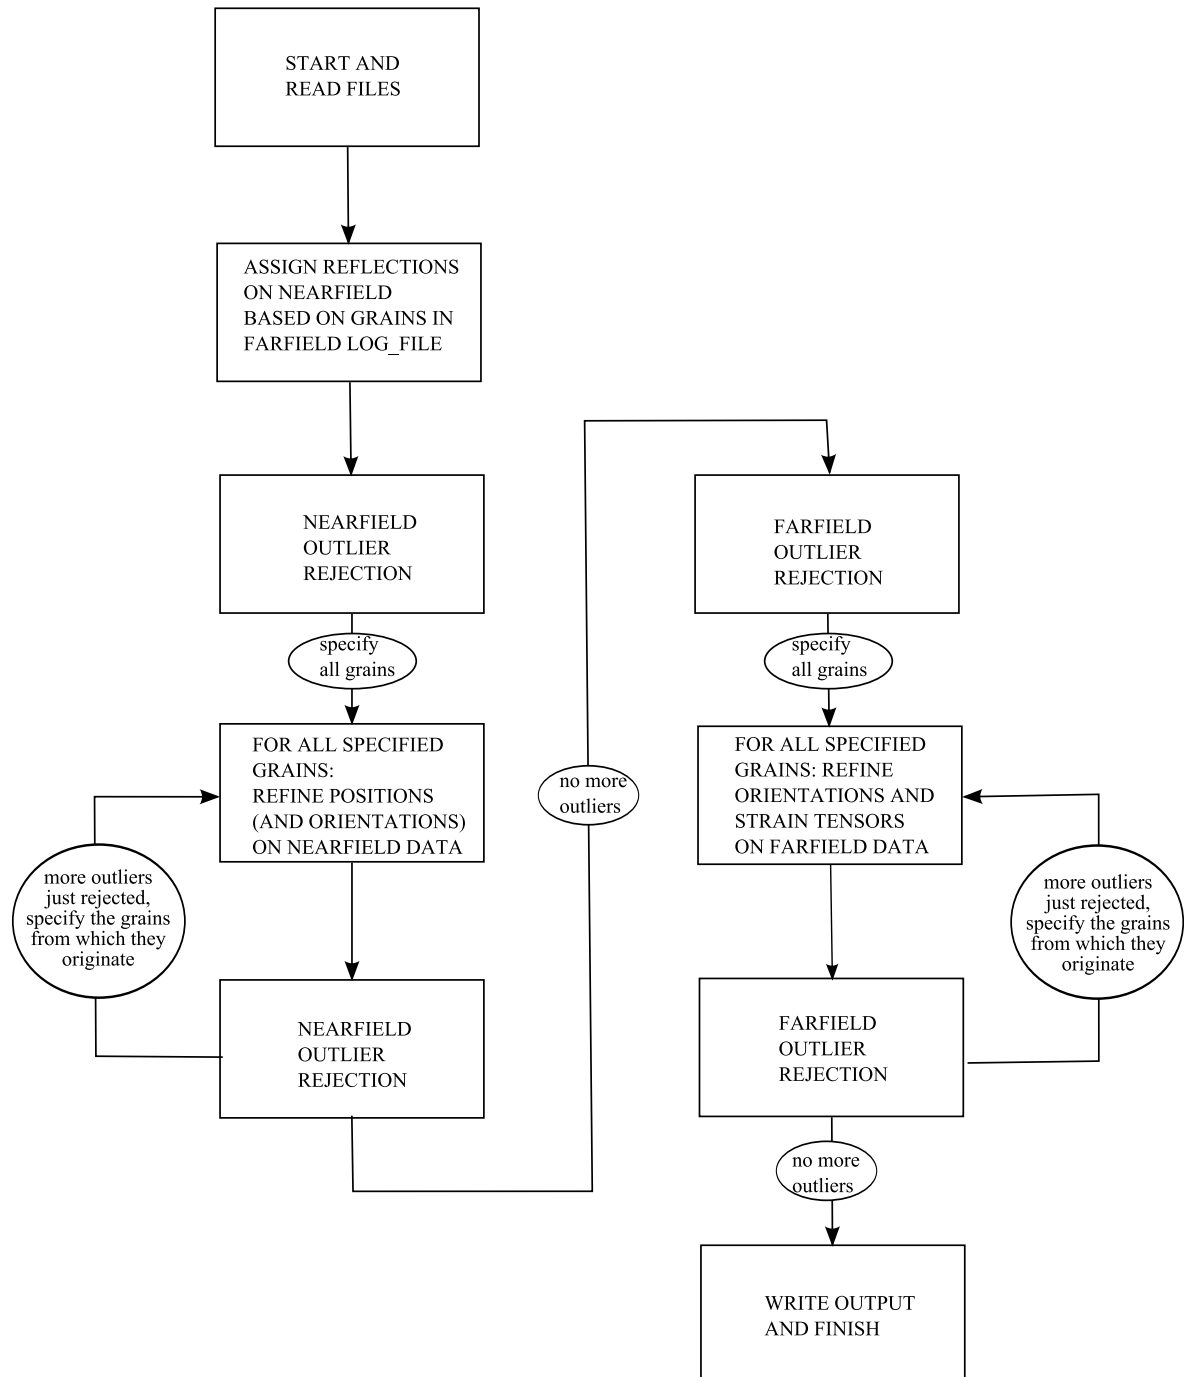 START AND
READ FILES
ASSIGN REFLECTIONS
ON NEARFIELD
BASED ON GRAINS IN
FARFIELD LOG_FILE
NEARFIELD
OUTLIER
REJECTION
specify
all grains
FOR ALL SPECIFIED
GRAINS:
REFINE POSITIONS
(AND ORIENTATIONS)
ON NEARFIELD DATA
more outliers
just rejected,
specify the grains
from which they
originate
NEARFIELD
OUTLIER
REJECTION
no more
outliers
FARFIELD
OUTLIER
REJECTION
specify
all grains
FOR ALL SPECIFIED
GRAINS: REFINE
ORIENTATIONS AND
STRAIN TENSORS
ON FARFIELD DATA
more outliers
just rejected,
specify the grains
from which they
originate
FARFIELD
OUTLIER
REJECTION
no more
outliers
WRITE OUTPUT
AND FINISH